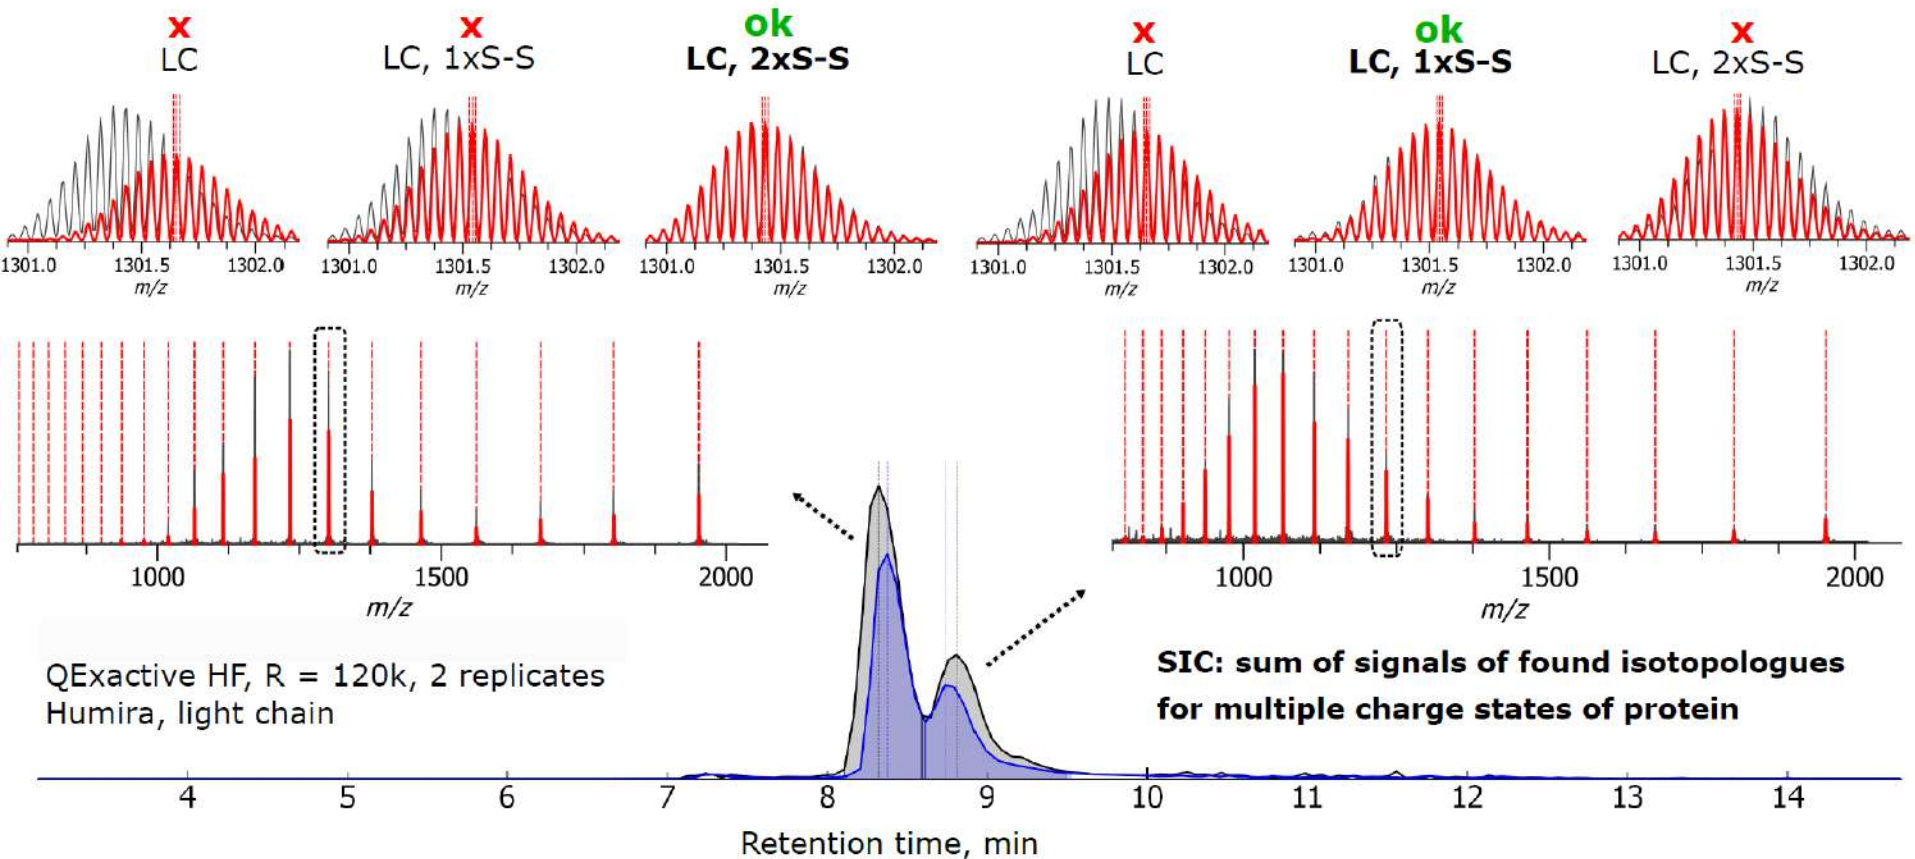 x
LC
x
LC, 1xS-S
ok
LC, 2xS-S
x
LC
ok
LC, 1xS-S
x
LC, 2xS-S
1301.0 1301.5 1302.0
m/z
1301.0 1301.5 1302.0
m/z
1301.0 1301.5 1302.0
m/z
1301.0 1301.5 1302.0
m/z
1301.0 1301.5 1302.0
m/z
1301.0 1301.5 1302.0
m/z
1000 1500 2000
m/z
1000 1500 2000
m/z
QExactive HF, R = 120k, 2 replicates
Humira, light chain
SIC: sum of signals of found isotopologues
for multiple charge states of protein
4 5 6 7 8 9 10 11 12 13 14
Retention time, min